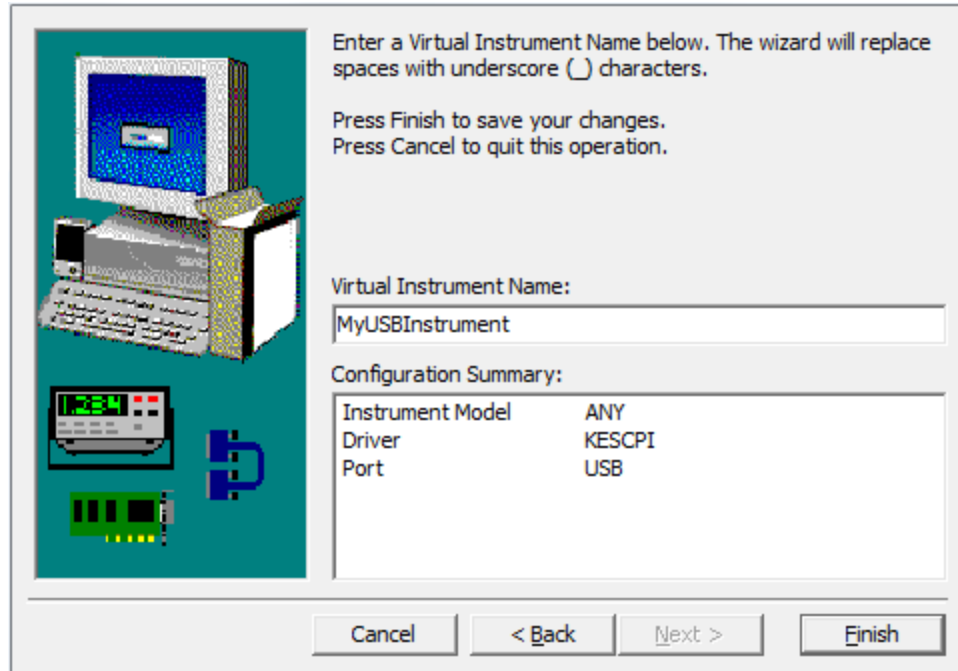 Enter a Virtual Instrument Name below. The wizard will replace
spaces with underscore (_) characters.
Press Finish to save your changes.
Press Cancel to quit this operation.
Virtual Instrument Name:
MyUSBInstrument
Configuration Summary:
Instrument Model ANY
Driver KESCPI
Port USB
1.234
Cancel < Back Next > Finish